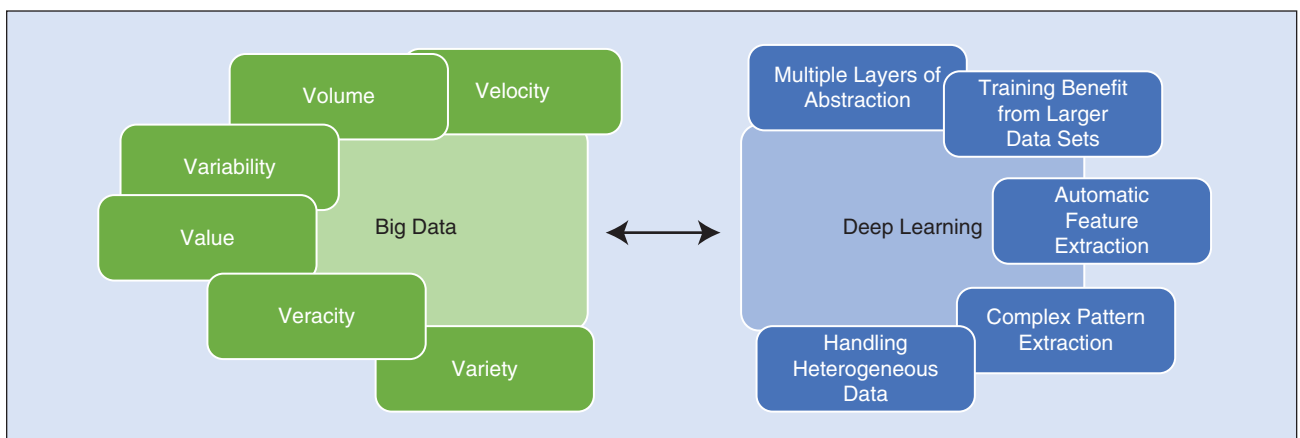 Volume
Velocity
Variability
Value
Big Data
Veracity
Variety
Multiple Layers of
Abstraction
Training Benefit
from Larger
Data Sets
Automatic
Feature
Extraction
Deep Learning
Complex Pattern
Extraction
Handling
Heterogeneous
Data